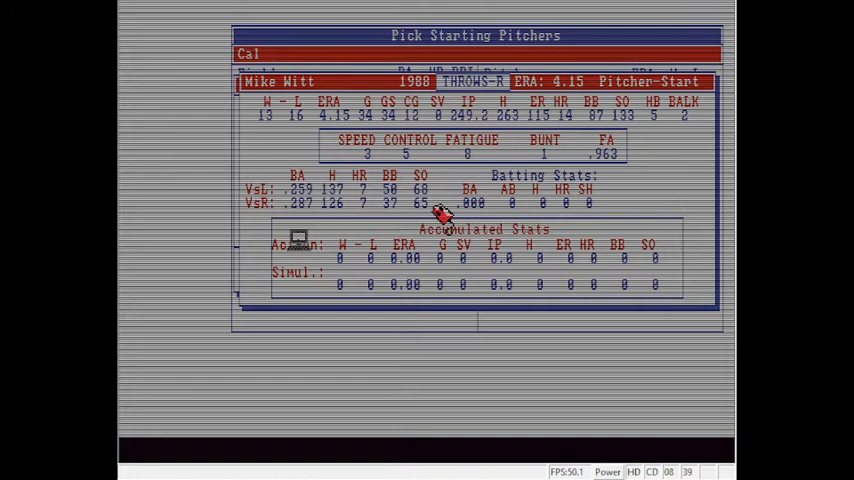 Pick Starting Pitchers
Cal
Mike Witt 1988 THROWS-R ERA: 4.15 Pitcher-Start
W - L ERA G GS CG SV IP H ER HR BB SO HB BALK
13 16 4.15 34 34 12 0 249.2 263 115 14 87 133 5 2
SPEED CONTROL FATIGUE BUNT FA
3 5 8 1 .963
BA H HR BB SO Batting Stats:
VsL: .259 137 7 50 68 BA AB H HR SH
VsR: .287 126 7 37 65 .000 0 0 0 0
Accumulated Stats
W - L ERA G SV IP H ER HR BB SO
0 0 0.00 0 0 0.0 0 0 0 0 0
Simul.:
0 0 0.00 0 0 0.0 0 0 0 0 0
FPS:50.1 Power HD CD 08 39